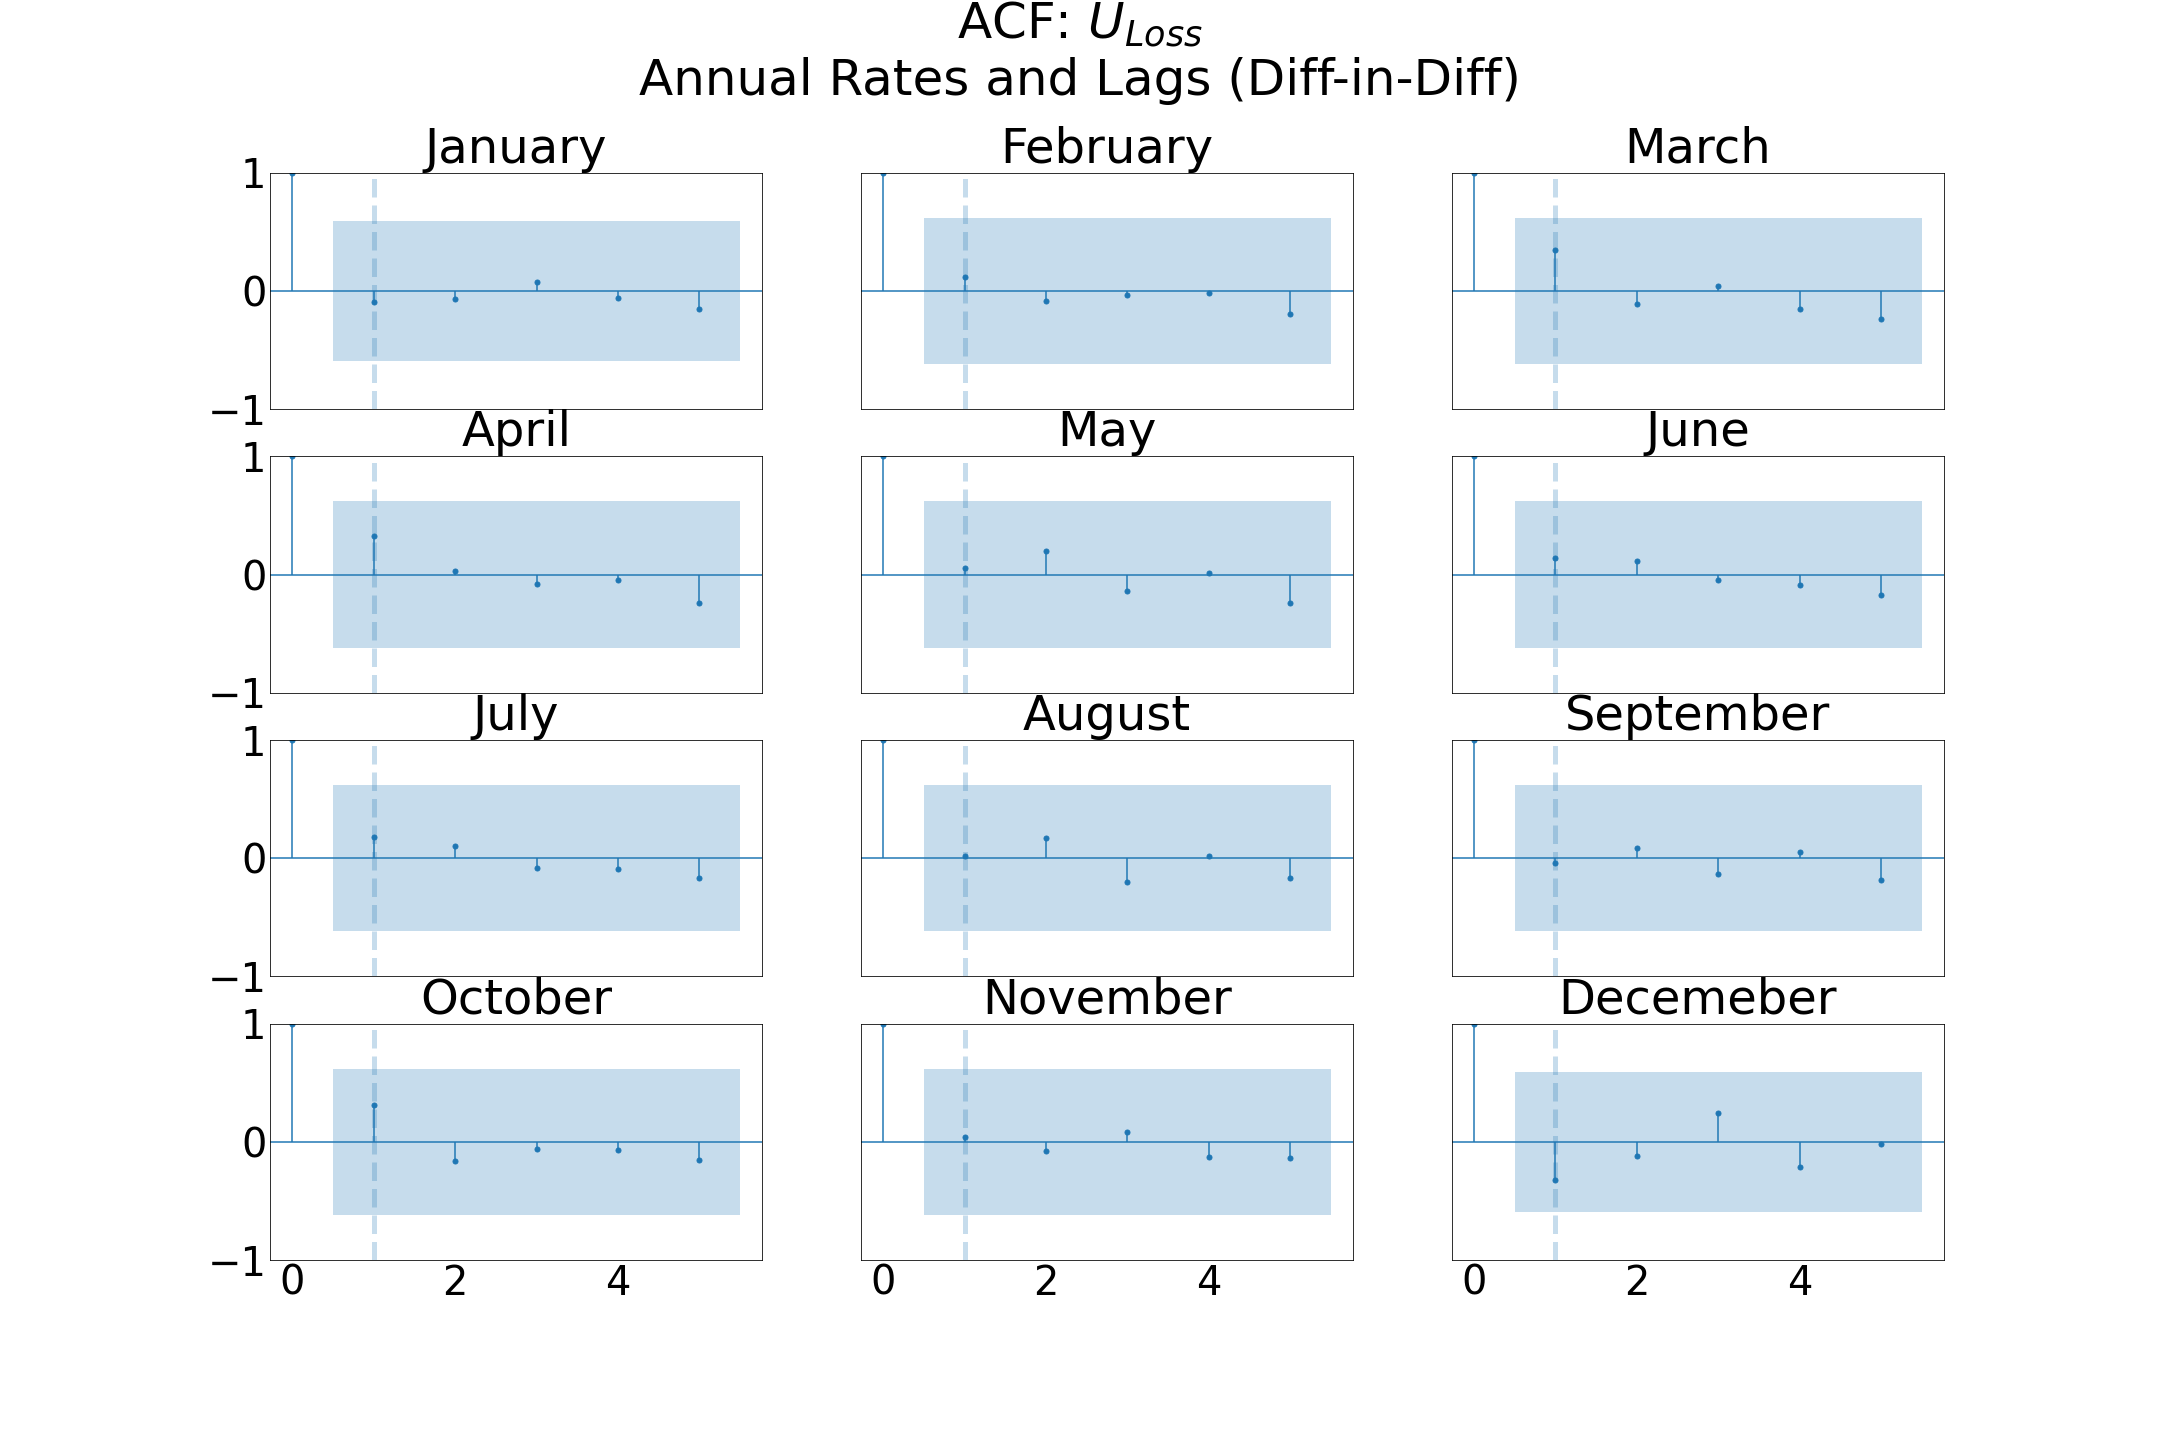 ACF: U_Loss
Annual Rates and Lags (Diff-in-Diff)
January February March
1
0
−1
April May June
1
0
−1
July August September
1
0
−1
October November Decemeber
1
0
−1
0 2 4 0 2 4 0 2 4